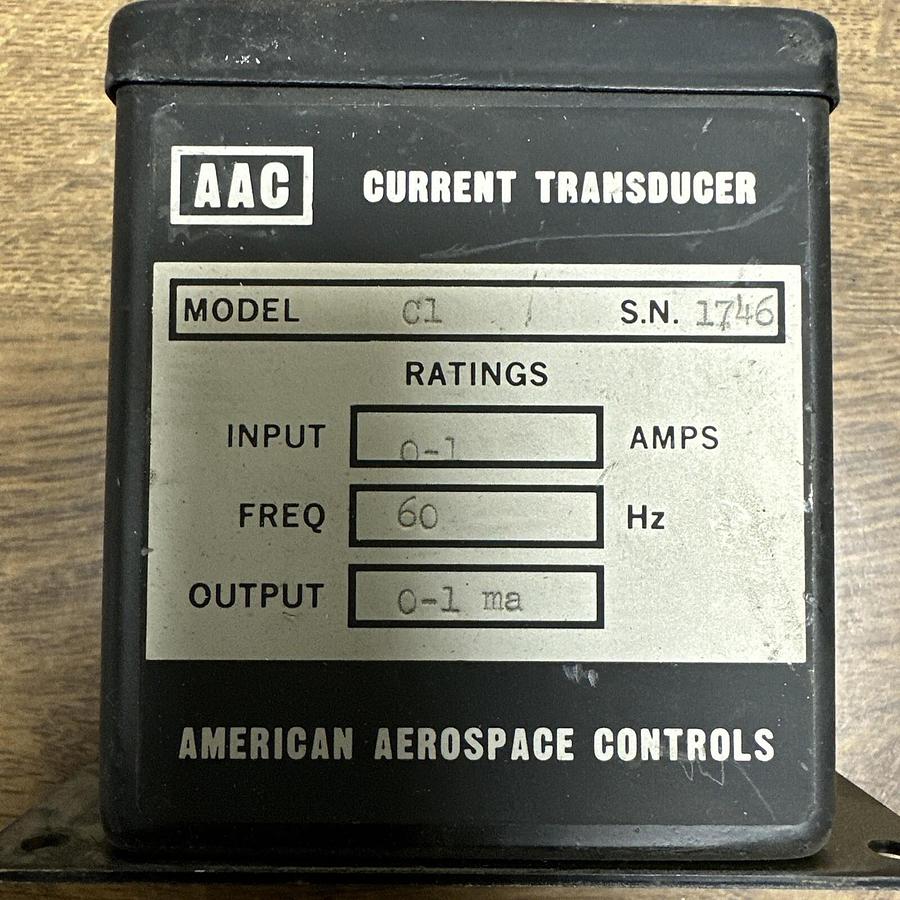 AAC CURRENT TRANSDUCER
MODEL C1 / S.N. 1746
RATINGS
INPUT 0-1 AMPS
FREQ 60 Hz
OUTPUT 0-1 ma
AMERICAN AEROSPACE CONTROLS